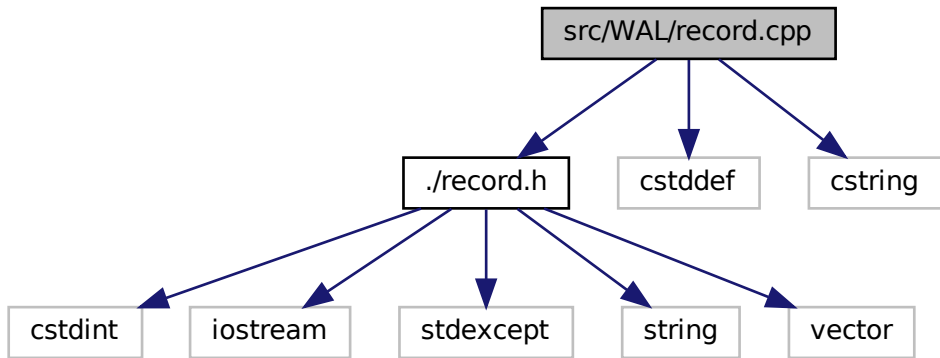 src/WAL/record.cpp
./record.h
cstddef
cstring
cstdint
iostream
stdexcept
string
vector